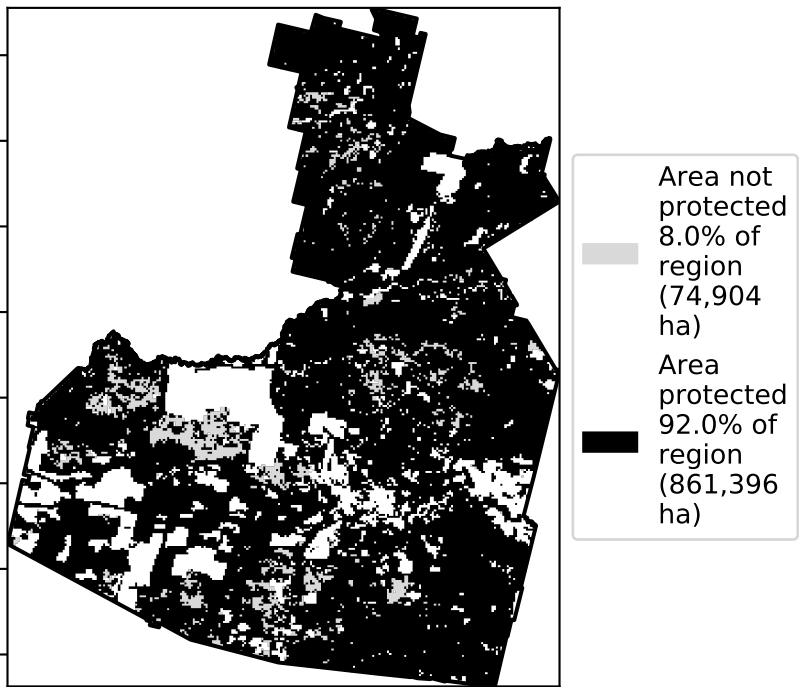 Area not
protected
8.0% of
region
(74,904
ha)
Area
protected
92.0% of
region
(861,396
ha)